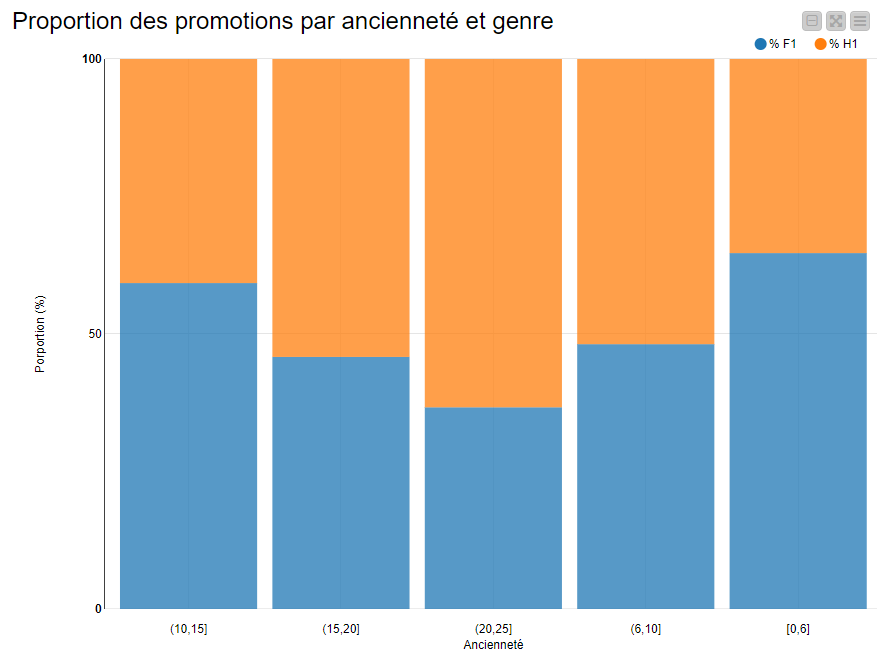 Proportion des promotions par ancienneté et genre
% F1 % H1
100
50
0
Porportion (%)
(10,15] (15,20] (20,25] (6,10] [0,6]
Ancienneté